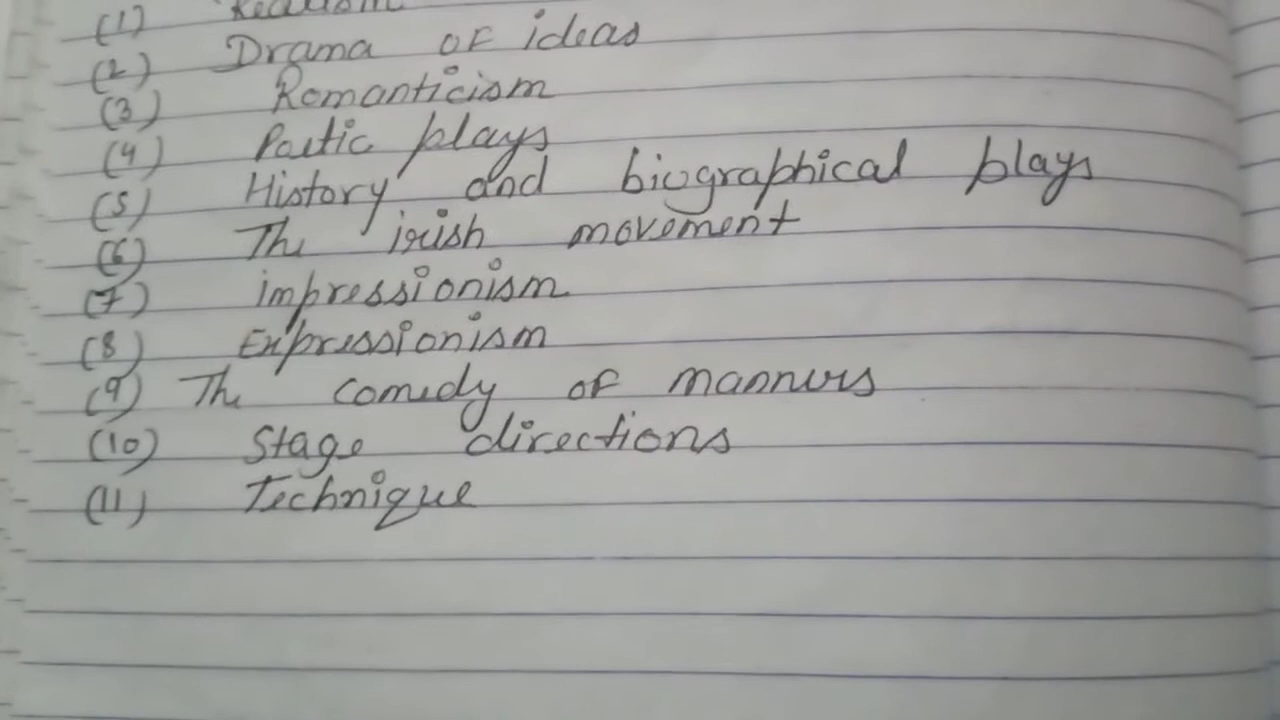 (1) Realism
(2) Drama OF ideas
(3) Romanticism
(4) Poetic plays
(5) History and biographical plays
(6) The irish movement
(7) impressionism
(8) Expressionism
(9) The comedy of manners
(10) Stage directions
(11) Technique